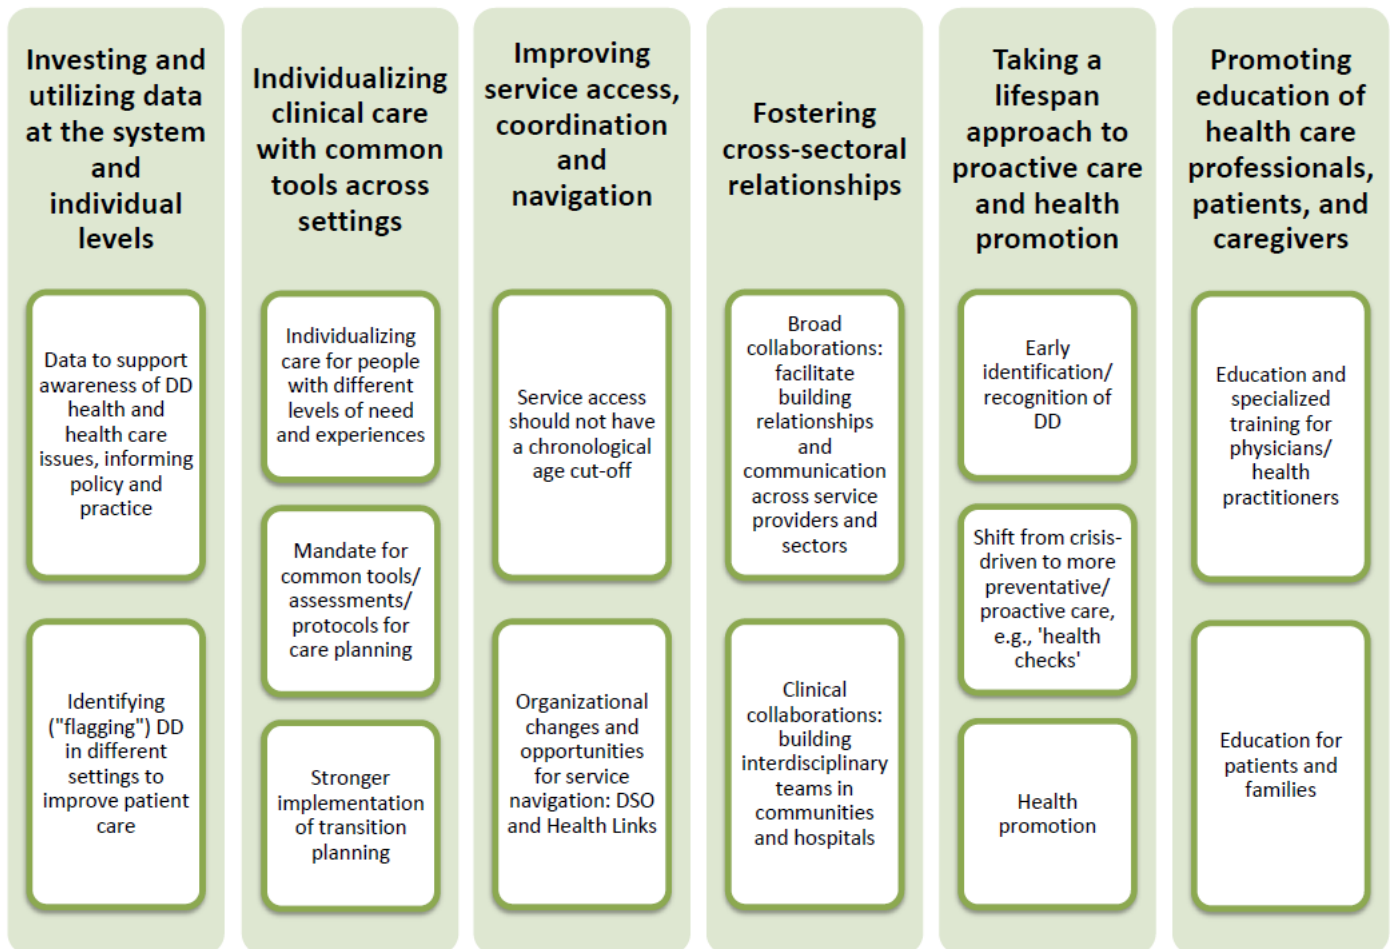 Investing and
utilizing data
at the system
and
individual
levels
Data to support
awareness of DD
health and
health care
issues, informing
policy and
practice
Identifying
("flagging") DD
in different
settings to
improve patient
care
Individualizing
clinical care
with common
tools across
settings
Individualizing
care for people
with different
levels of need
and experiences
Mandate for
common tools/
assessments/
protocols for
care planning
Stronger
implementation
of transition
planning
Improving
service access,
coordination
and
navigation
Service access
should not have
a chronological
age cut-off
Organizational
changes and
opportunities
for service
navigation: DSO
and Health Links
Fostering
cross-sectoral
relationships
Broad
collaborations:
facilitate
building
relationships
and
communication
across service
providers and
sectors
Clinical
collaborations:
building
interdisciplinary
teams in
communities
and hospitals
Taking a
lifespan
approach to
proactive care
and health
promotion
Early
identification/
recognition of
DD
Shift from crisis-
driven to more
preventative/
proactive care,
e.g., 'health
checks'
Health
promotion
Promoting
education of
health care
professionals,
patients, and
caregivers
Education and
specialized
training for
physicians/
health
practitioners
Education for
patients and
families